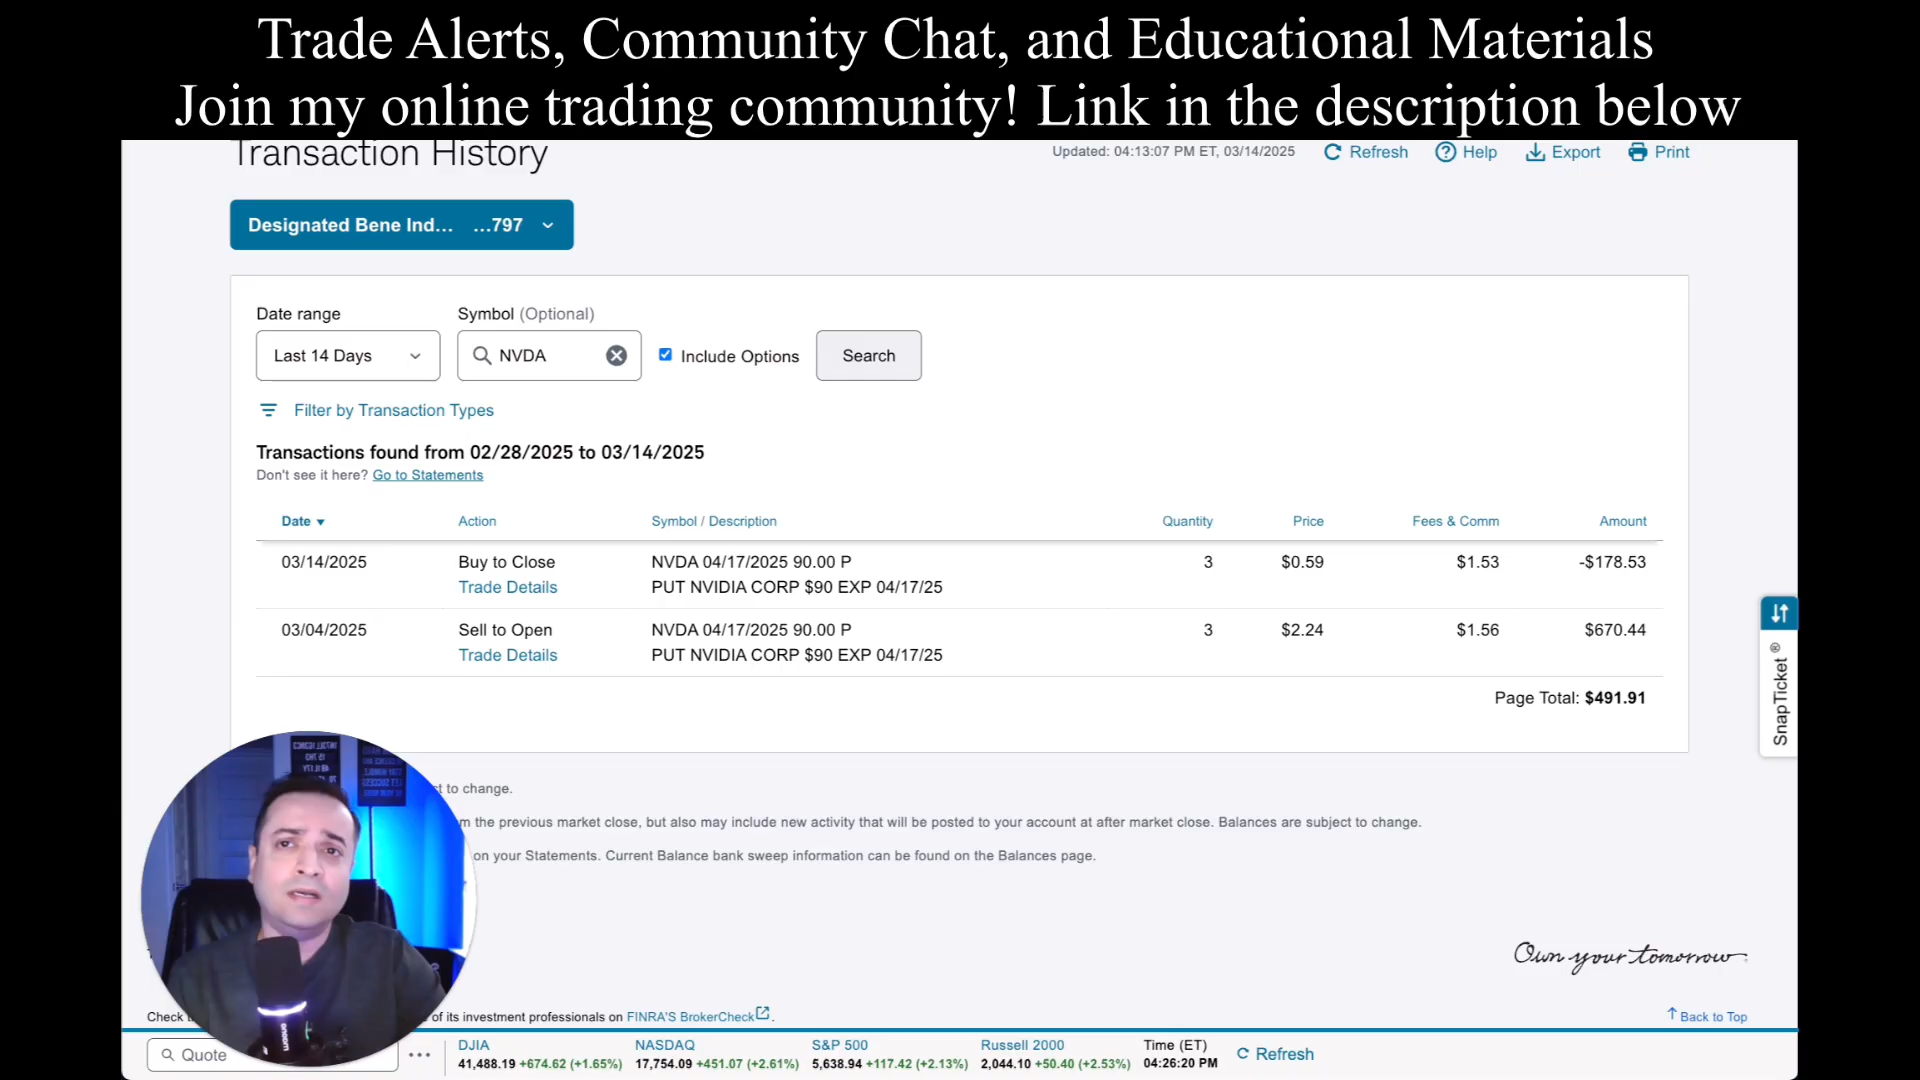 Trade Alerts, Community Chat, and Educational Materials
Join my online trading community! Link in the description below
Transaction History
Updated: 04:13:07 PM ET, 03/14/2025
Refresh
Help
Export
Print
Designated Bene Ind... ...797
Date range
Symbol (Optional)
Last 14 Days
NVDA
Include Options
Search
Filter by Transaction Types
Transactions found from 02/28/2025 to 03/14/2025
Don't see it here? Go to Statements
Date Action Symbol / Description Quantity Price Fees & Comm Amount
03/14/2025 Buy to Close NVDA 04/17/2025 90.00 P 3 $0.59 $1.53 -$178.53
Trade Details PUT NVIDIA CORP $90 EXP 04/17/25
03/04/2025 Sell to Open NVDA 04/17/2025 90.00 P 3 $2.24 $1.56 $670.44
Trade Details PUT NVIDIA CORP $90 EXP 04/17/25
Page Total: $491.91
SnapTicket®
to change.
the previous market close, but also may include new activity that will be posted to your account at after market close. Balances are subject to change.
on your Statements. Current Balance bank sweep information can be found on the Balances page.
Own your tomorrow
Check
of its investment professionals on FINRA'S BrokerCheck.
Back to Top
Quote
DJIA NASDAQ S&P 500 Russell 2000 Time (ET)
41,488.19 +674.62 (+1.65%) 17,754.09 +451.07 (+2.61%) 5,638.94 +117.42 (+2.13%) 2,044.10 +50.40 (+2.53%) 04:26:20 PM
Refresh